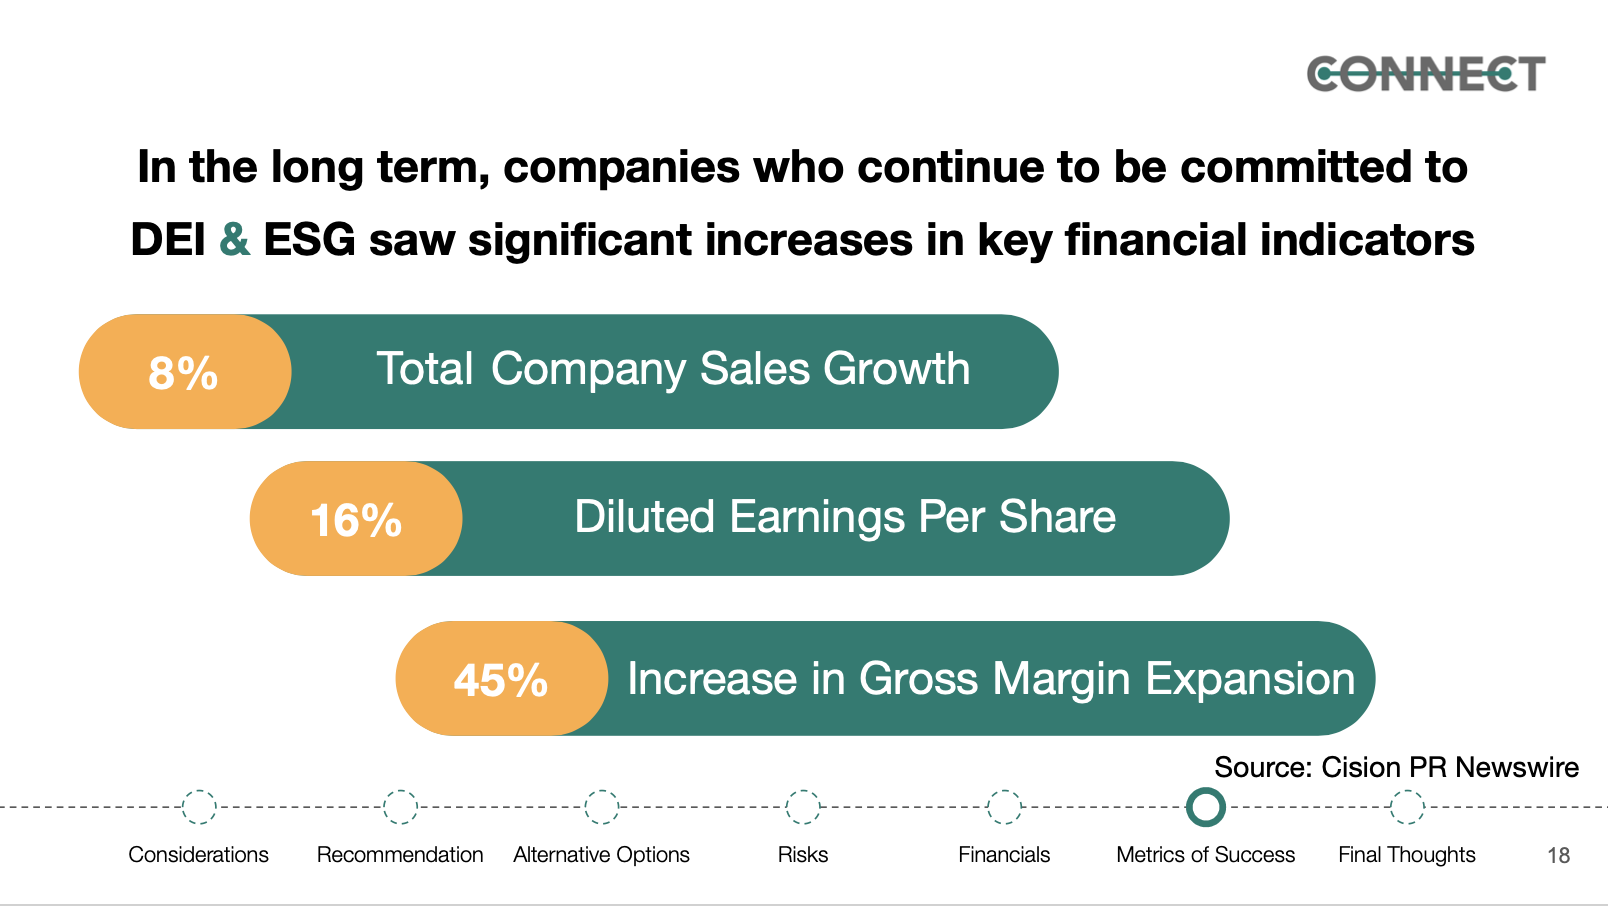 CONNECT
In the long term, companies who continue to be committed to
DEI & ESG saw significant increases in key financial indicators
8% Total Company Sales Growth
16% Diluted Earnings Per Share
45% Increase in Gross Margin Expansion
Source: Cision PR Newswire
Considerations Recommendation Alternative Options Risks Financials Metrics of Success Final Thoughts 18